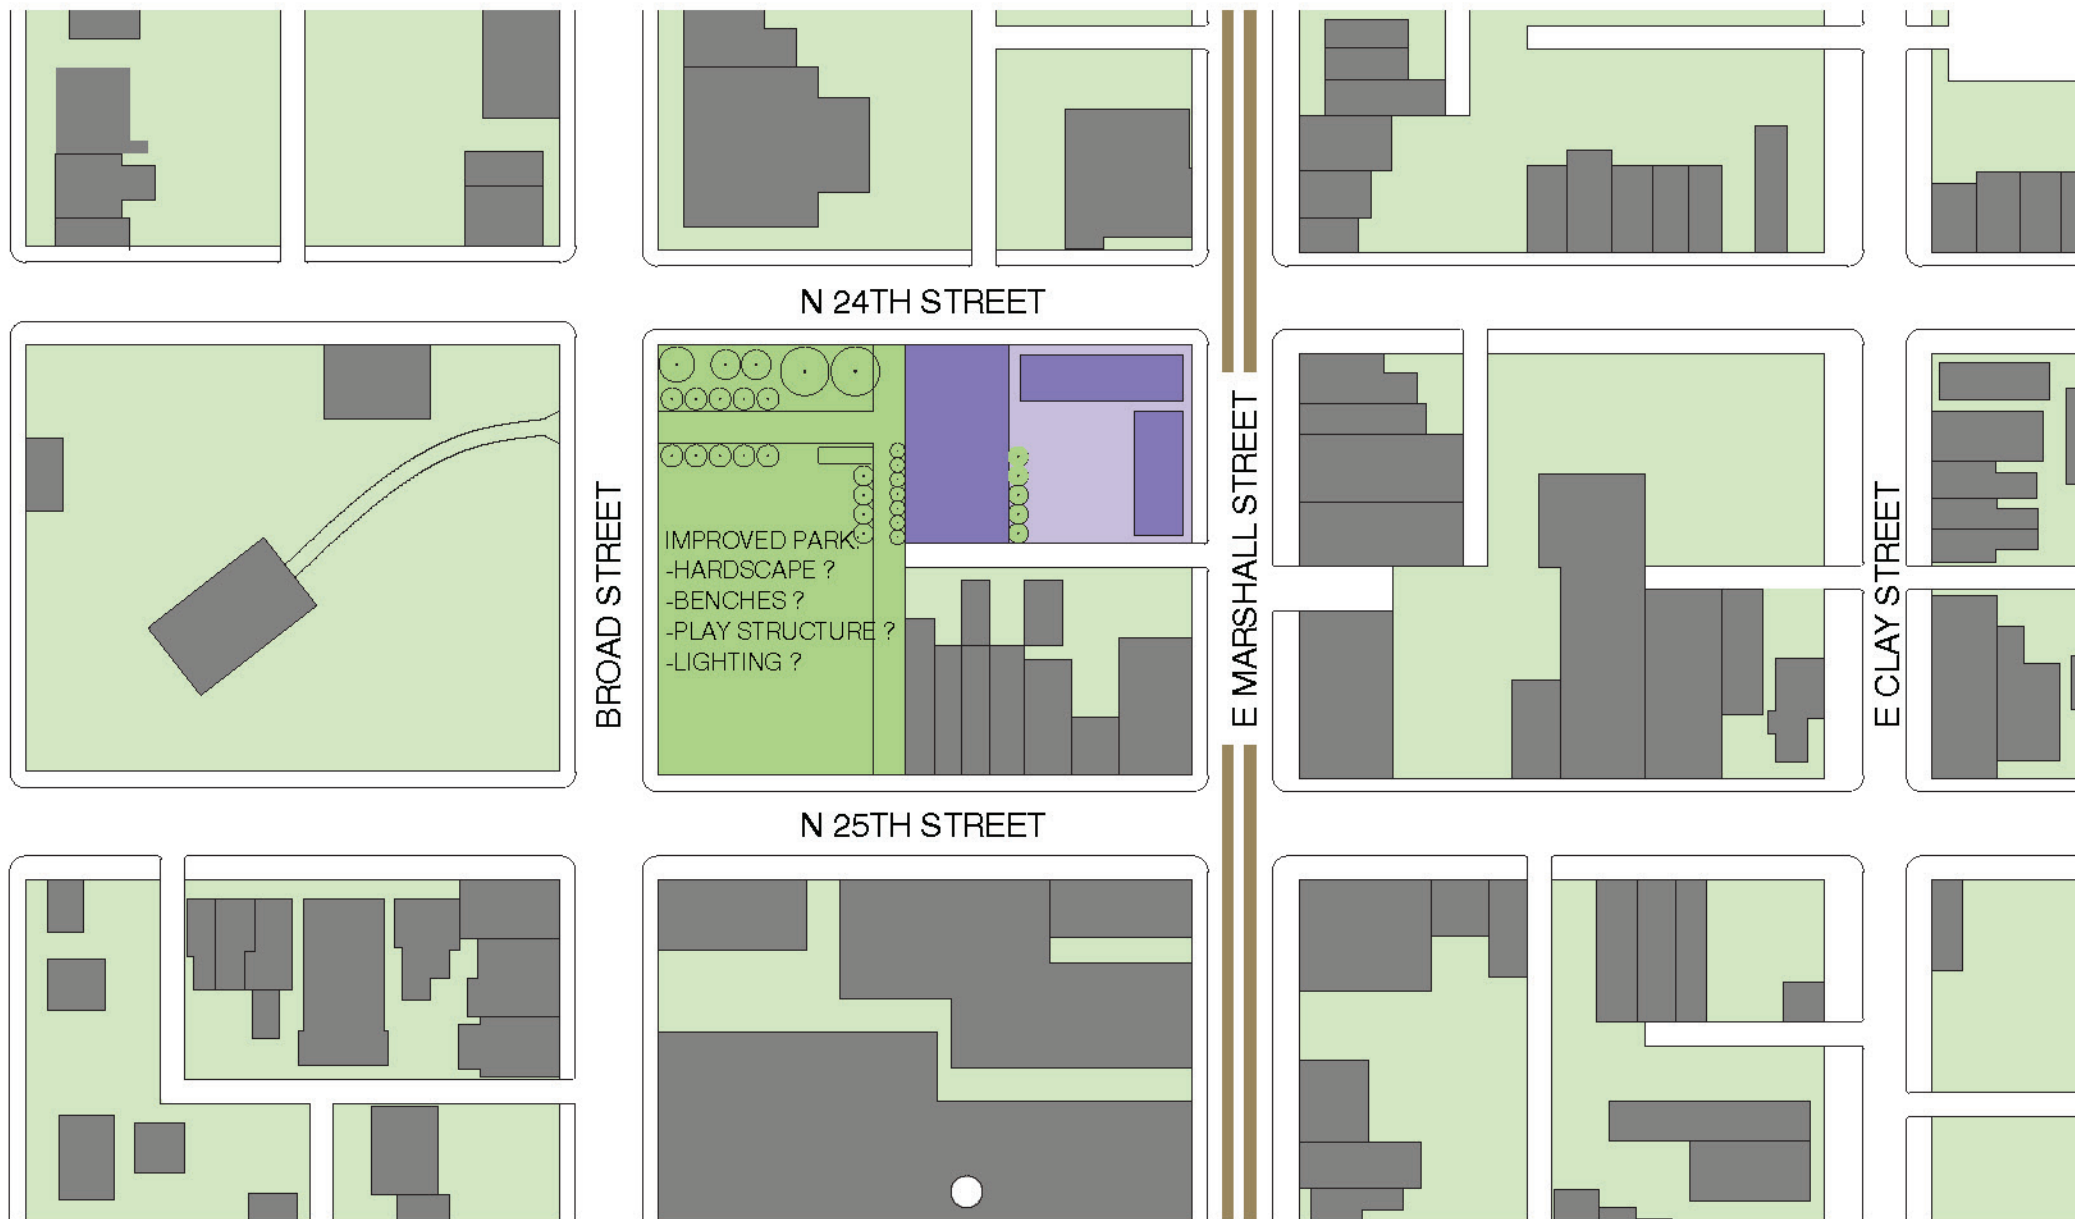 N 24TH STREET
BROAD STREET
IMPROVED PARK:
-HARDSCAPE ?
-BENCHES ?
-PLAY STRUCTURE ?
-LIGHTING ?
E MARSHALL STREET
E CLAY STREET
N 25TH STREET